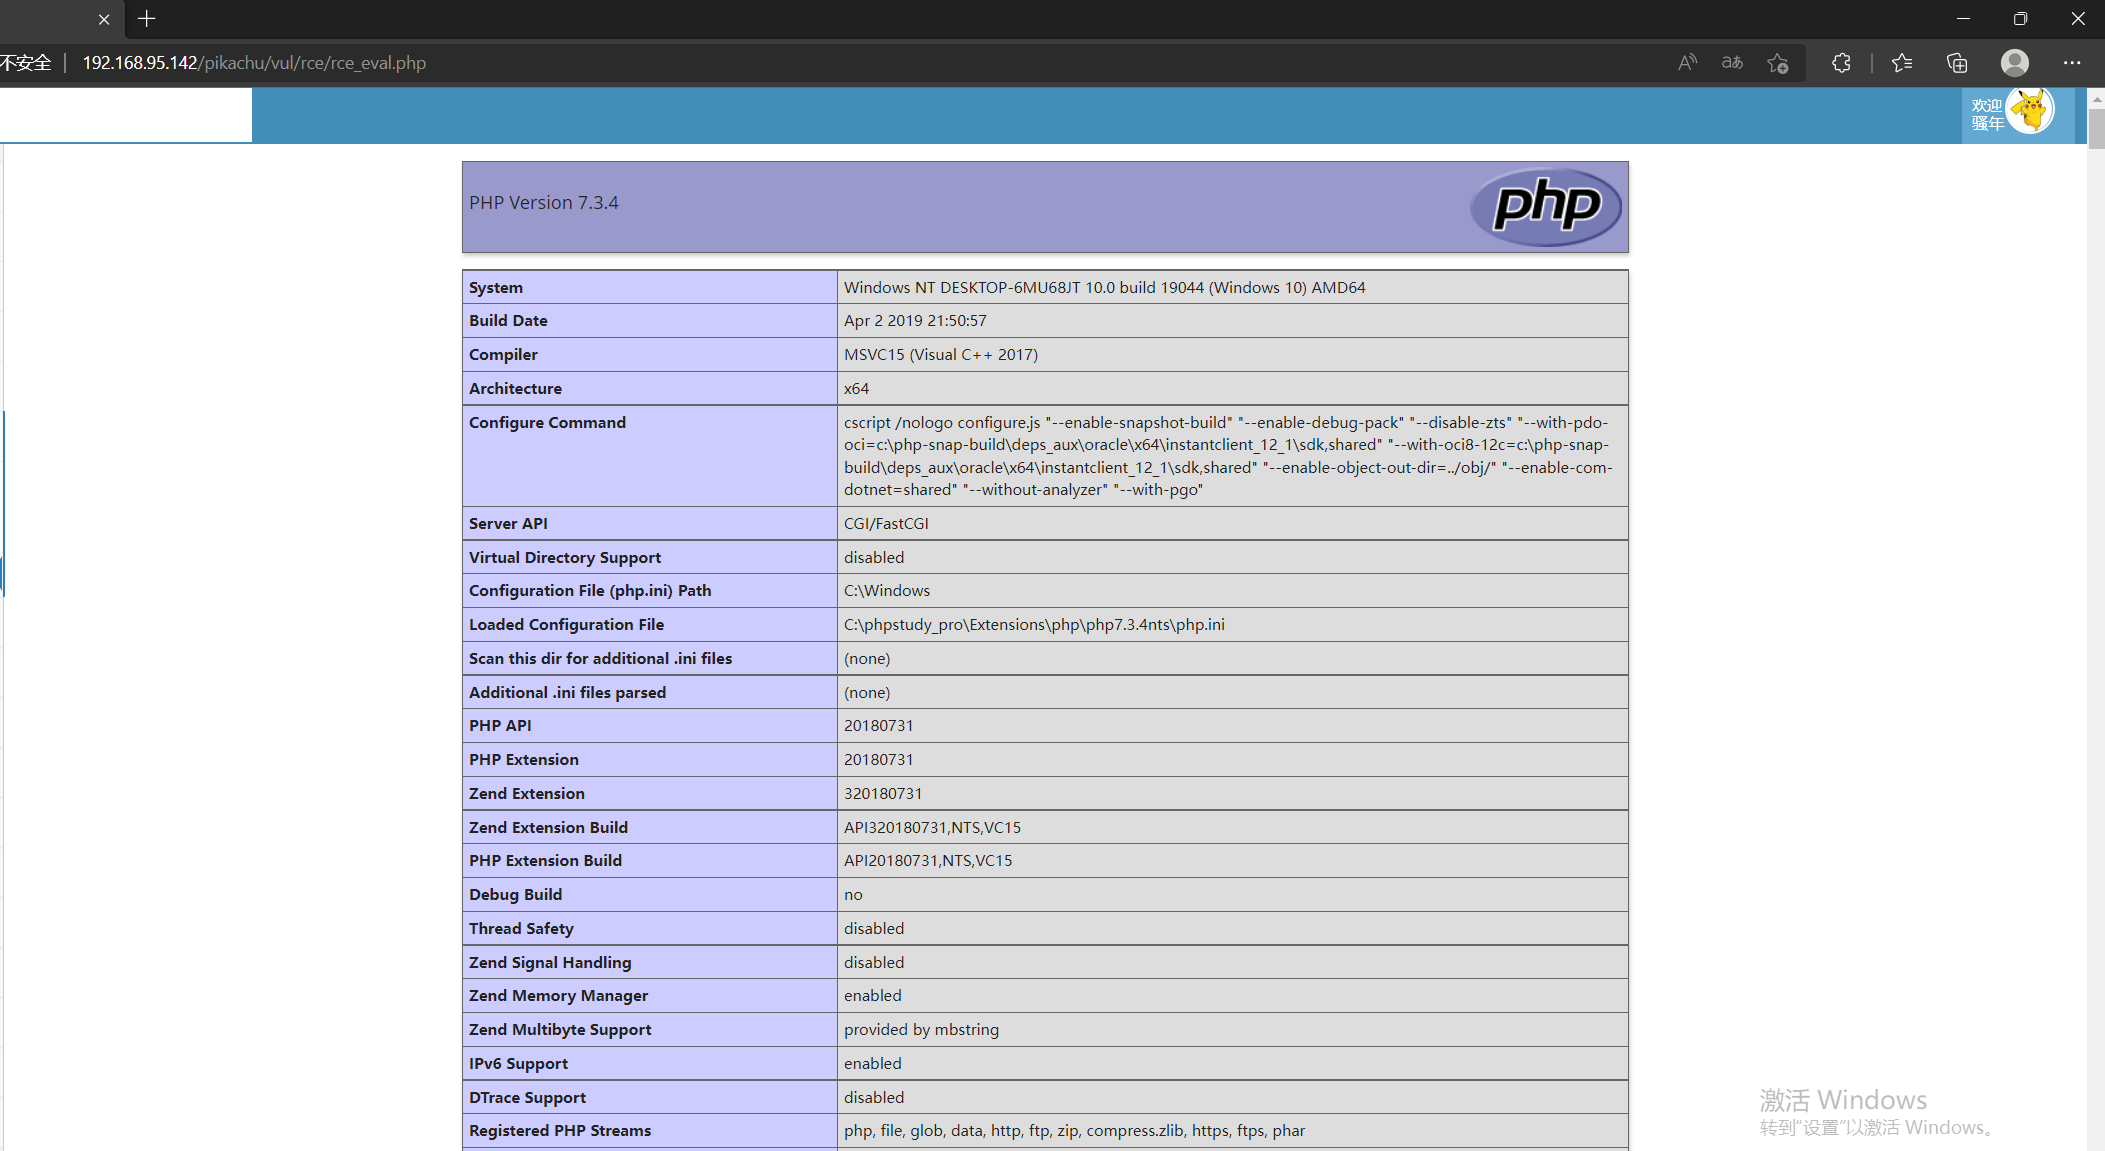 不安全 192.168.95.142/pikachu/vul/rce/rce_eval.php
欢迎
骚年
PHP Version 7.3.4
php
System Windows NT DESKTOP-6MU68JT 10.0 build 19044 (Windows 10) AMD64
Build Date Apr 2 2019 21:50:57
Compiler MSVC15 (Visual C++ 2017)
Architecture x64
Configure Command cscript /nologo configure.js "--enable-snapshot-build" "--enable-debug-pack" "--disable-zts" "--with-pdo-
oci=c:\php-snap-build\deps_aux\oracle\x64\instantclient_12_1\sdk,shared" "--with-oci8-12c=c:\php-snap-
build\deps_aux\oracle\x64\instantclient_12_1\sdk,shared" "--enable-object-out-dir=../obj/" "--enable-com-
dotnet=shared" "--without-analyzer" "--with-pgo"
Server API CGI/FastCGI
Virtual Directory Support disabled
Configuration File (php.ini) Path C:\Windows
Loaded Configuration File C:\phpstudy_pro\Extensions\php\php7.3.4nts\php.ini
Scan this dir for additional .ini files (none)
Additional .ini files parsed (none)
PHP API 20180731
PHP Extension 20180731
Zend Extension 320180731
Zend Extension Build API320180731,NTS,VC15
PHP Extension Build API20180731,NTS,VC15
Debug Build no
Thread Safety disabled
Zend Signal Handling disabled
Zend Memory Manager enabled
Zend Multibyte Support provided by mbstring
IPv6 Support enabled
DTrace Support disabled
Registered PHP Streams php, file, glob, data, http, ftp, zip, compress.zlib, https, ftps, phar
激活 Windows
转到"设置"以激活 Windows。